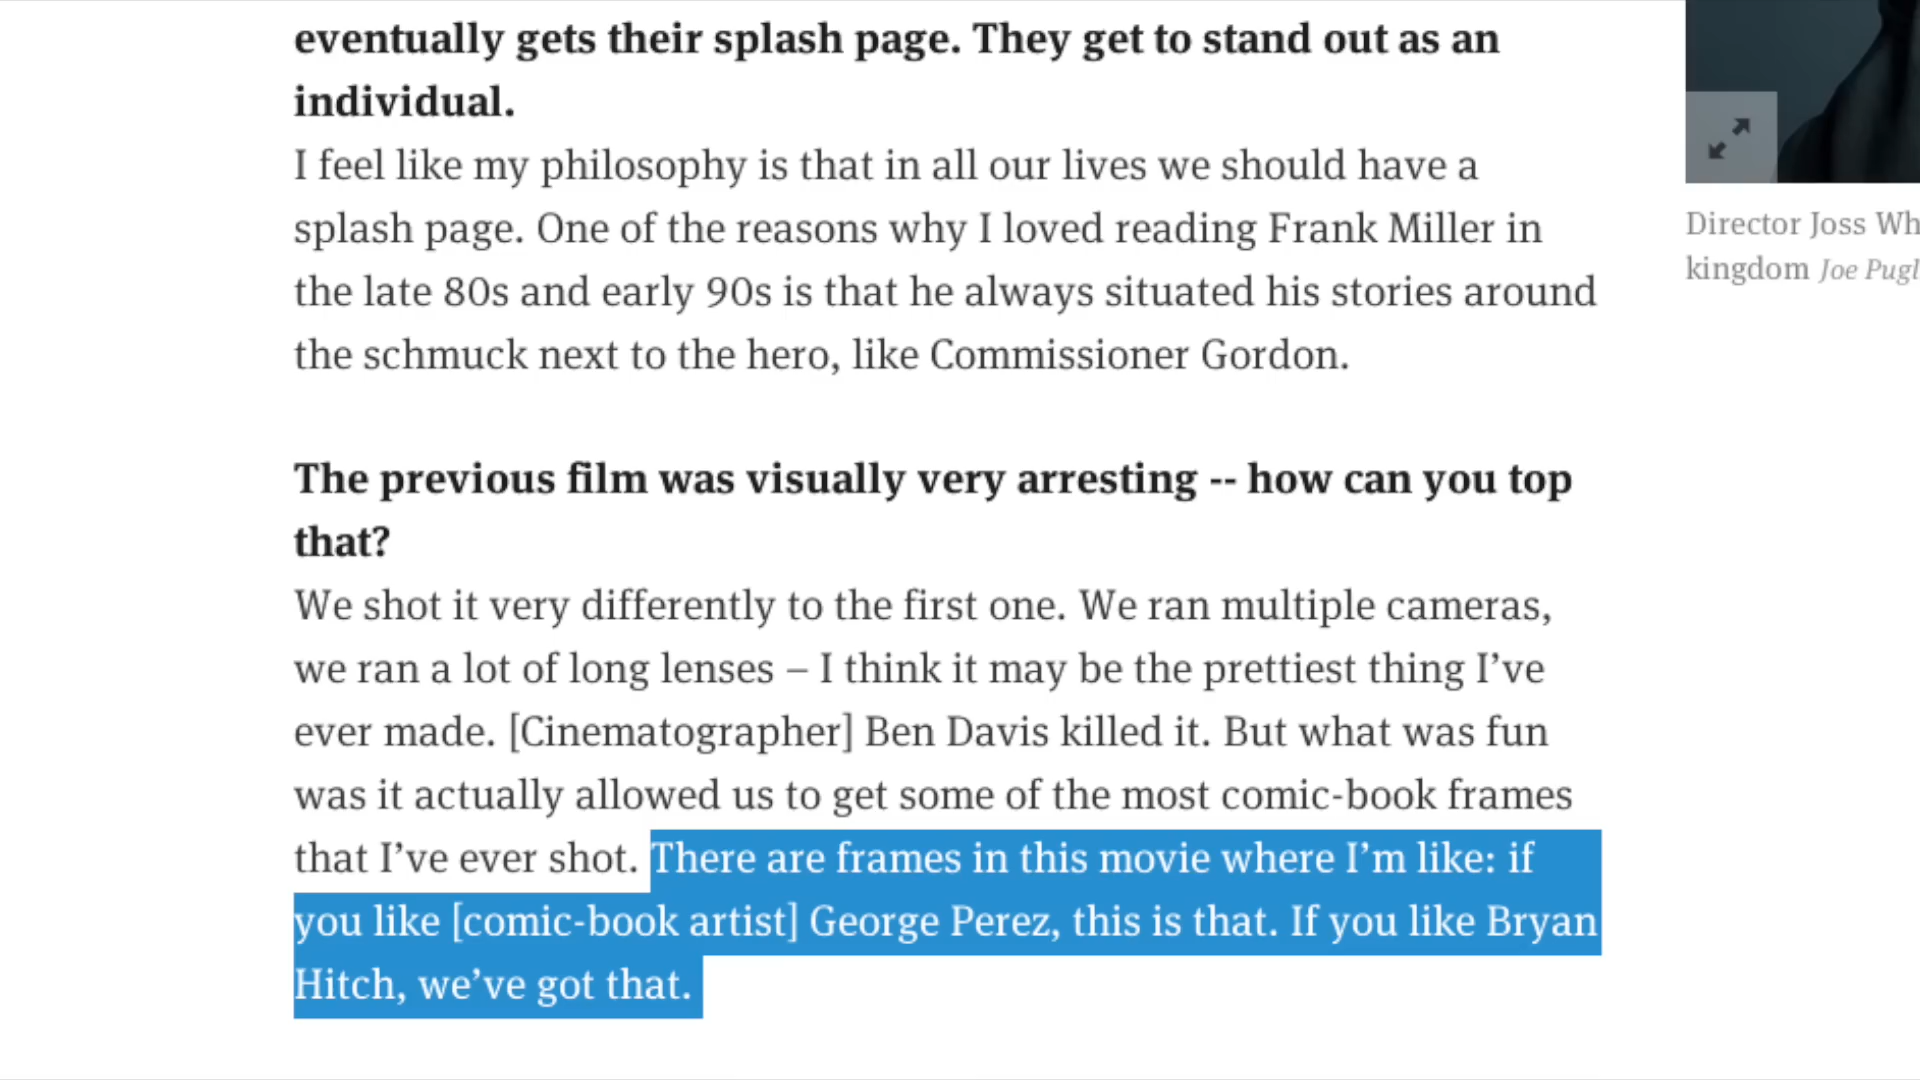 eventually gets their splash page. They get to stand out as an
individual.
I feel like my philosophy is that in all our lives we should have a
splash page. One of the reasons why I loved reading Frank Miller in
the late 80s and early 90s is that he always situated his stories around
the schmuck next to the hero, like Commissioner Gordon.
The previous film was visually very arresting -- how can you top
that?
We shot it very differently to the first one. We ran multiple cameras,
we ran a lot of long lenses – I think it may be the prettiest thing I’ve
ever made. [Cinematographer] Ben Davis killed it. But what was fun
was it actually allowed us to get some of the most comic-book frames
that I’ve ever shot. There are frames in this movie where I’m like: if
you like [comic-book artist] George Perez, this is that. If you like Bryan
Hitch, we’ve got that.
Director Joss Wh
kingdom Joe Pugl